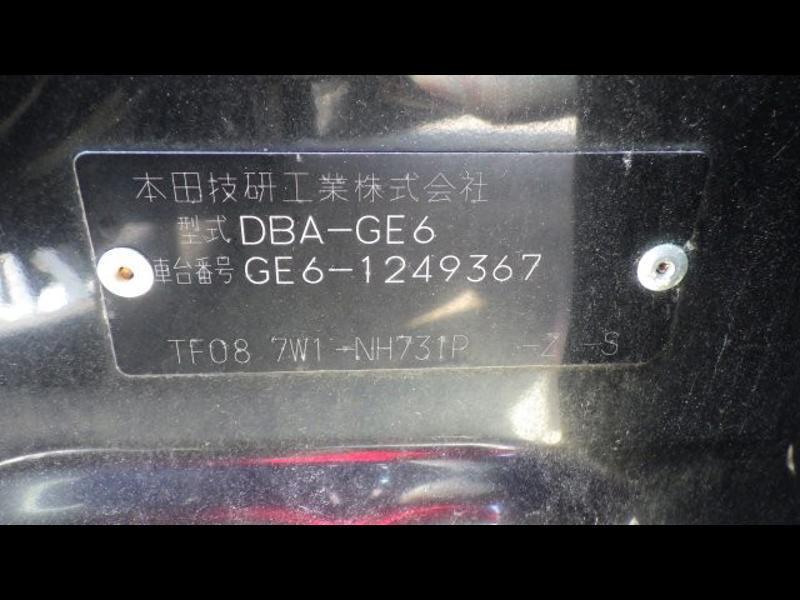 本田技研工業株式会社
型式 DBA-GE6
車台番号 GE6-1249367
TF08 7W1-NH731P -Z -S